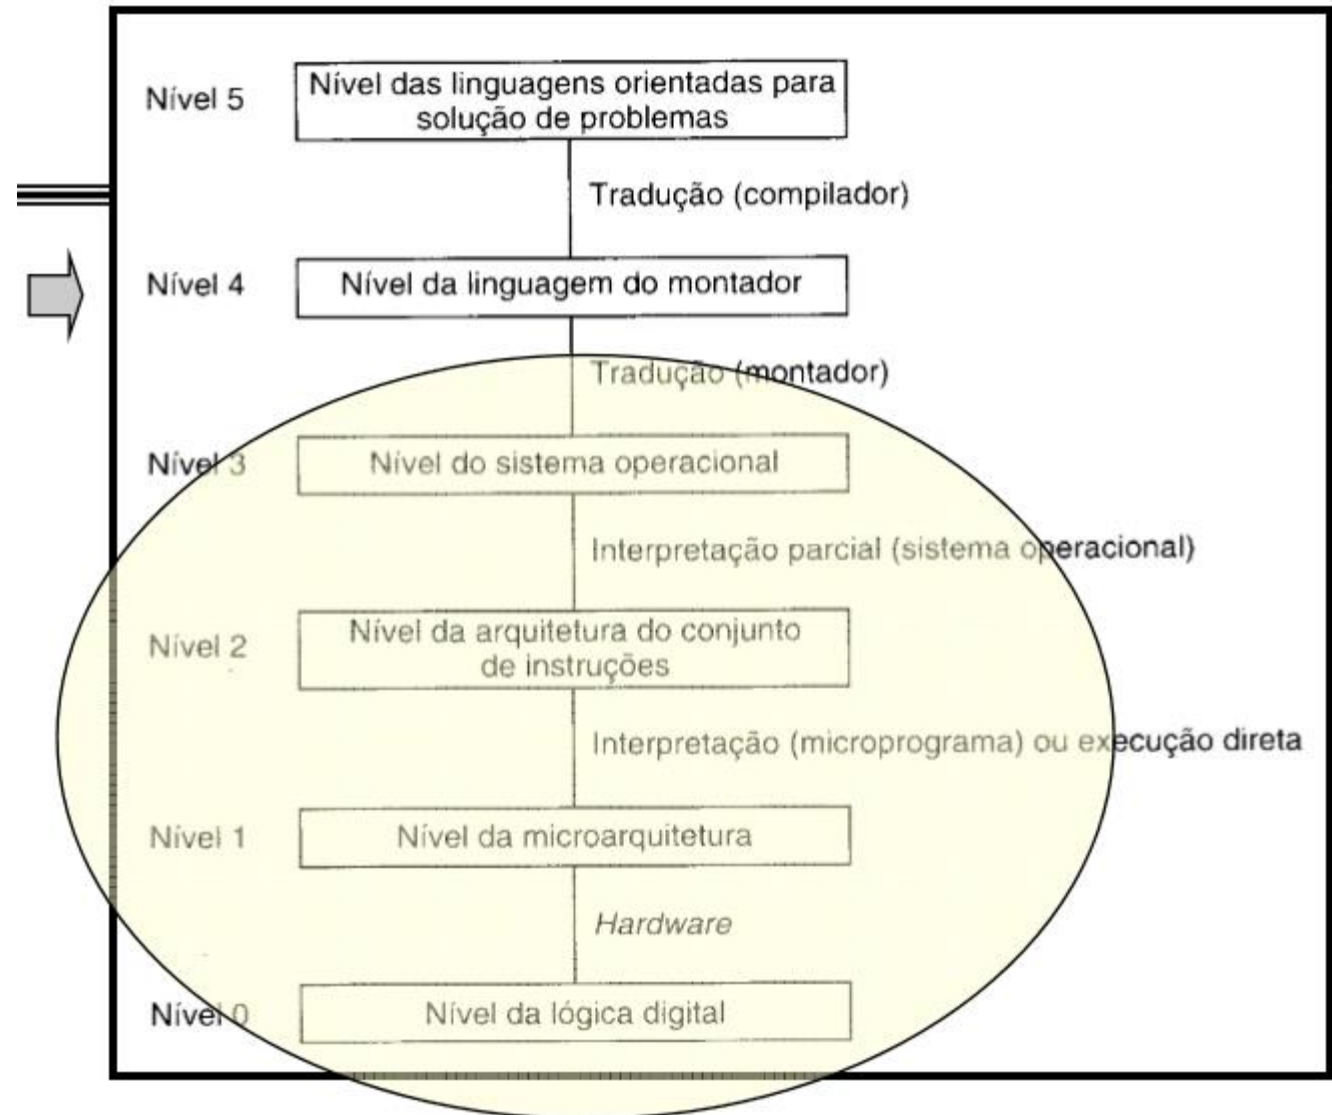 Nível 5
Nível das linguagens orientadas para
solução de problemas
Tradução (compilador)
Nível 4
Nível da linguagem do montador
Tradução (montador)
Nível 3
Nível do sistema operacional
Interpretação parcial (sistema operacional)
Nível 2
Nível da arquitetura do conjunto
de instruções
Interpretação (microprograma) ou execução direta
Nível 1
Nível da microarquitetura
Hardware
Nível 0
Nível da lógica digital